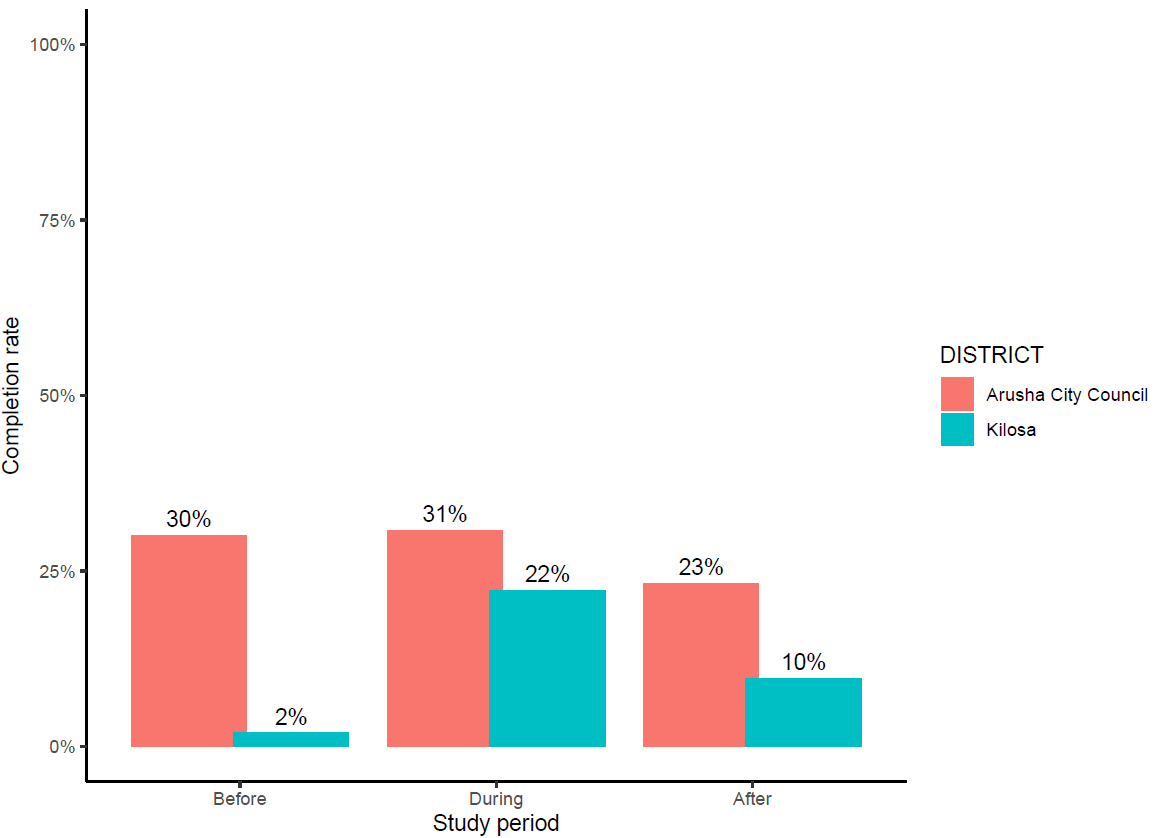 100%
75%
50%
25%
0%
Completion rate
30%
2%
31%
22%
23%
10%
Before
During
After
Study period
DISTRICT
Arusha City Council
Kilosa